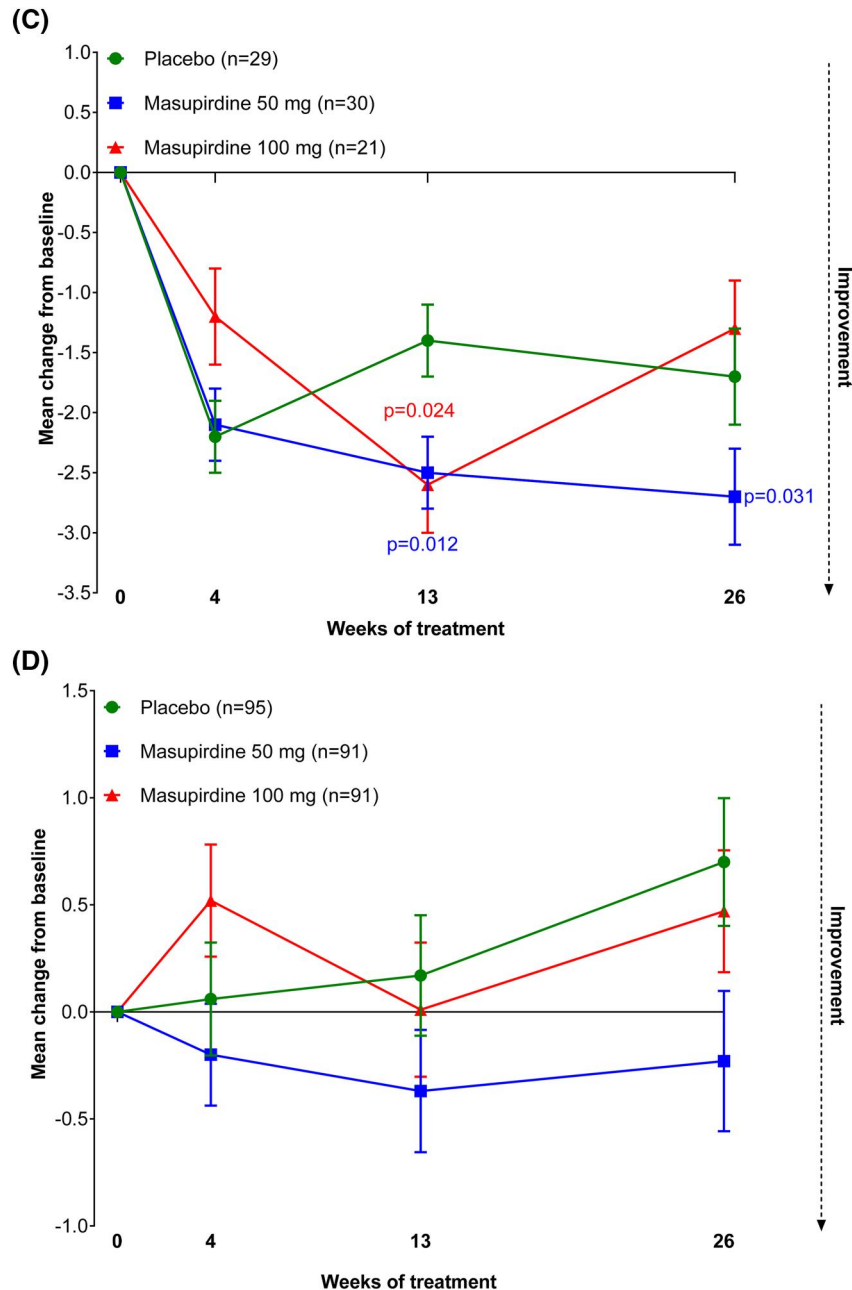 (C)
Placebo (n=29)
Masupirdine 50 mg (n=30)
Masupirdine 100 mg (n=21)
1.0
0.5
0.0
-0.5
-1.0
-1.5
-2.0
-2.5
-3.0
-3.5
Mean change from baseline
p=0.024
p=0.012
p=0.031
Improvement
0 4 13 26
Weeks of treatment
(D)
Placebo (n=95)
Masupirdine 50 mg (n=91)
Masupirdine 100 mg (n=91)
1.5
1.0
0.5
0.0
-0.5
-1.0
Mean change from baseline
Improvement
0 4 13 26
Weeks of treatment